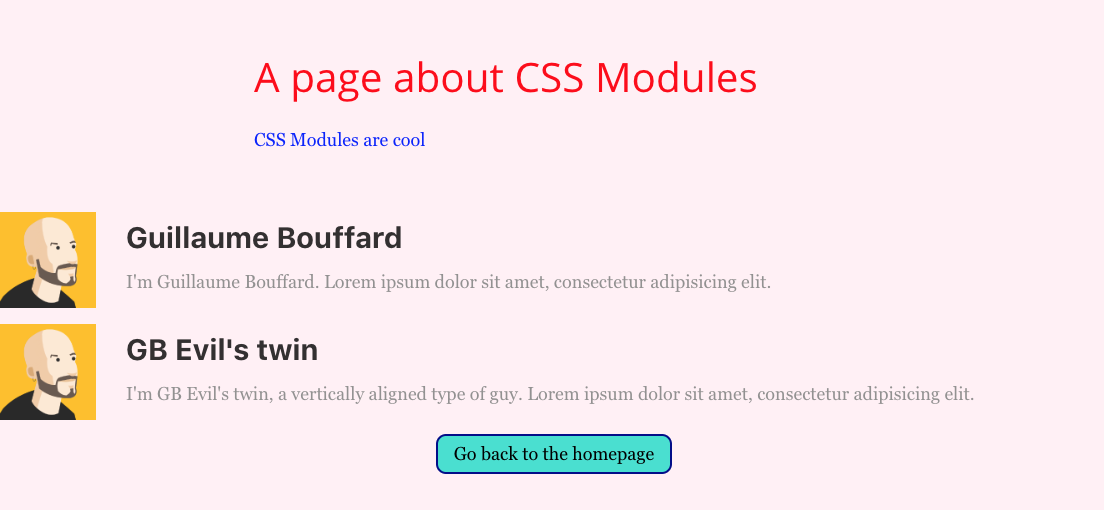 A page about CSS Modules
CSS Modules are cool
Guillaume Bouffard
I'm Guillaume Bouffard. Lorem ipsum dolor sit amet, consectetur adipisicing elit.
GB Evil's twin
I'm GB Evil's twin, a vertically aligned type of guy. Lorem ipsum dolor sit amet, consectetur adipisicing elit.
Go back to the homepage